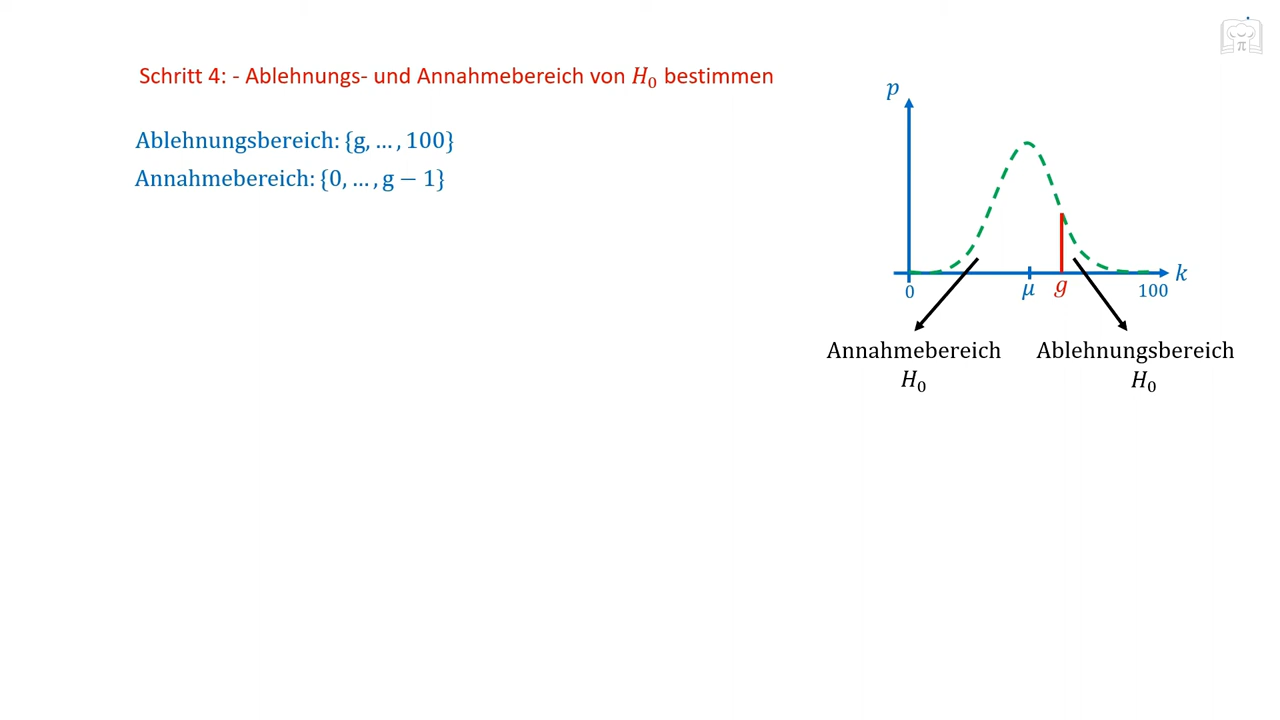 Schritt 4: - Ablehnungs- und Annahmebereich von H₀ bestimmen
Ablehnungsbereich: {g, … , 100}
Annahmebereich: {0, … , g − 1}
p
k
0
μ
g
100
Annahmebereich
H₀
Ablehnungsbereich
H₀
π